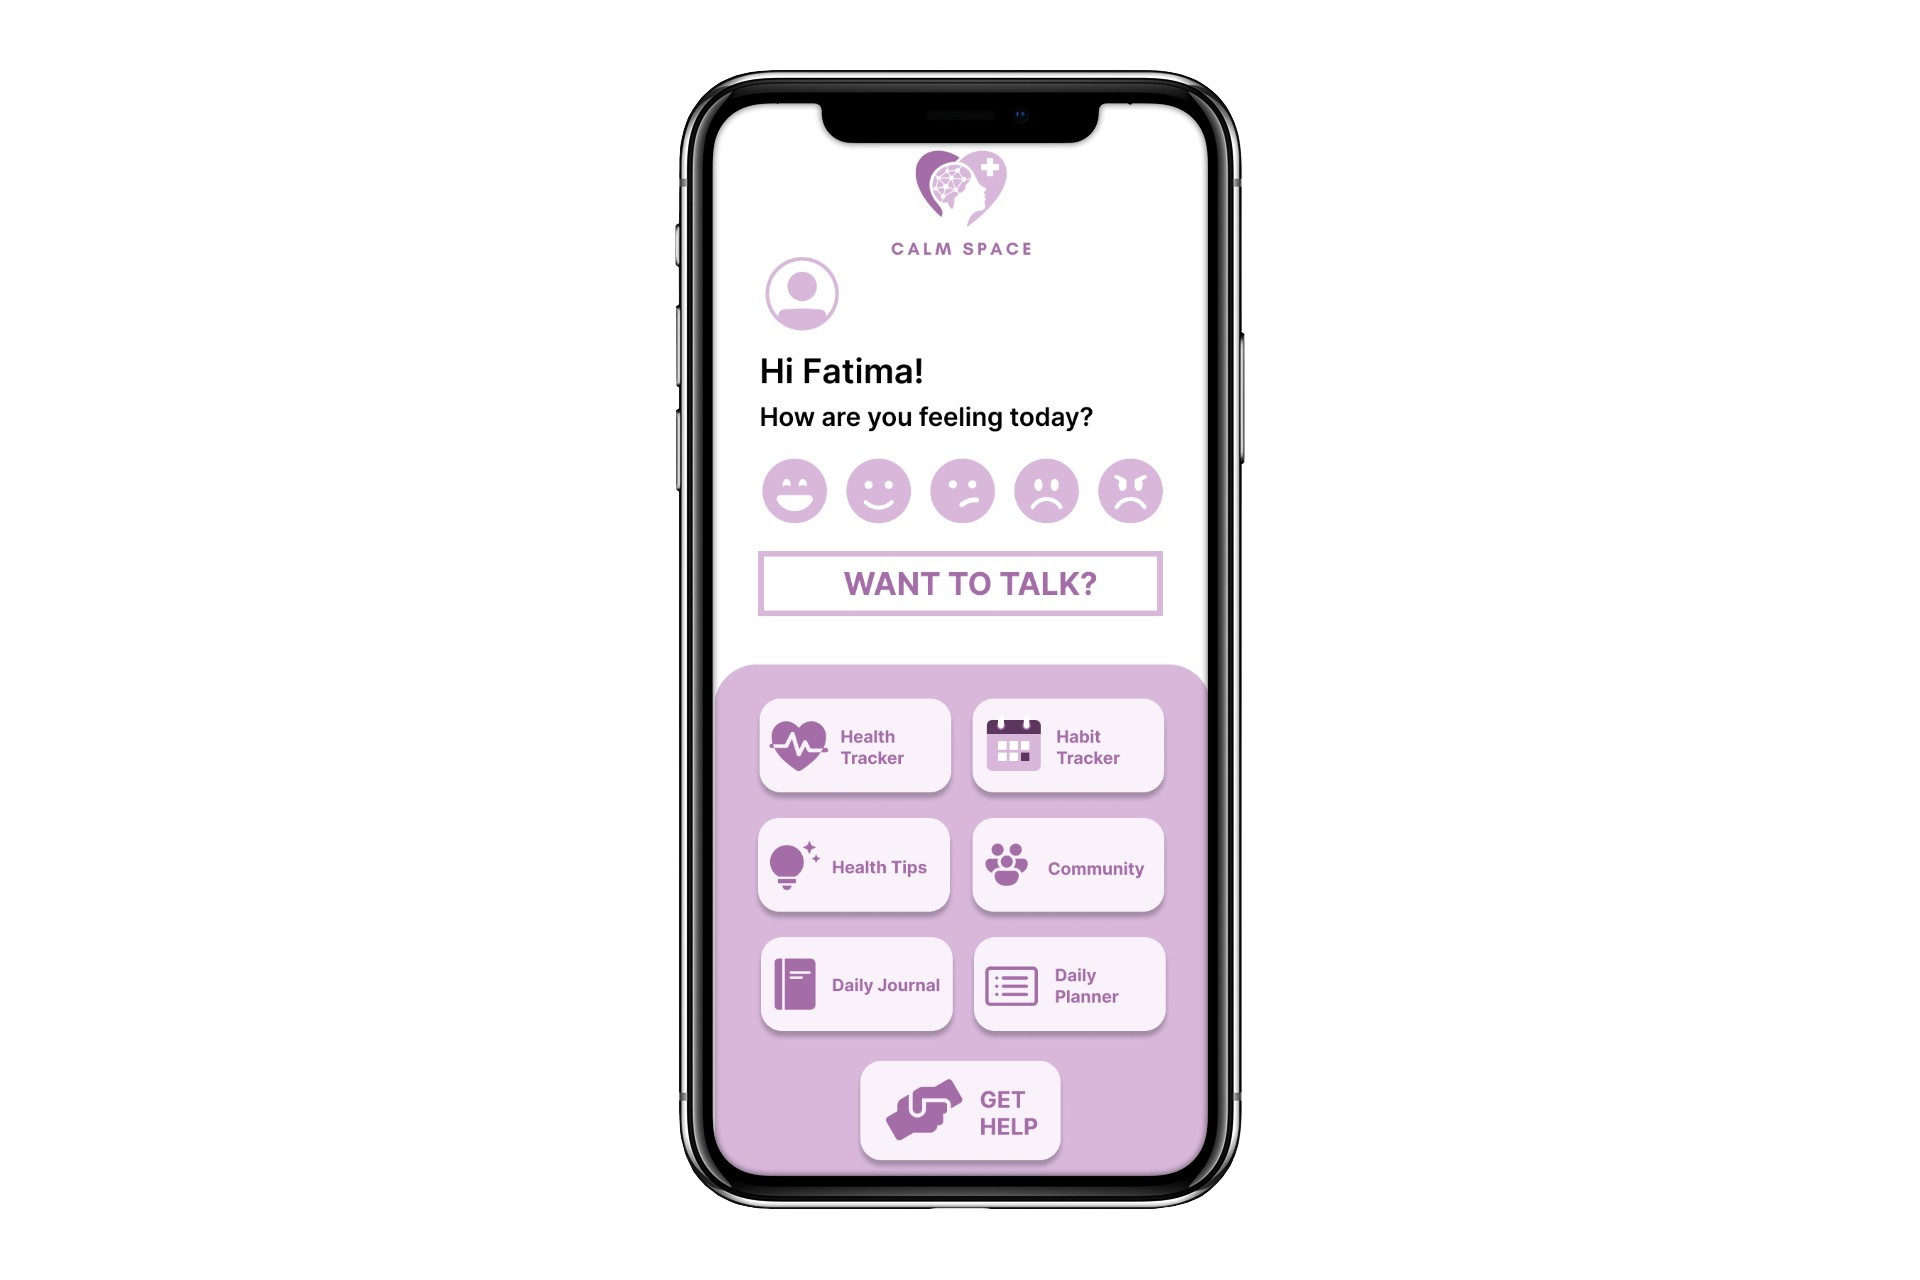 CALM SPACE
Hi Fatima!
How are you feeling today?
WANT TO TALK?
Health
Tracker
Habit
Tracker
Health Tips
Community
Daily Journal
Daily
Planner
GET
HELP